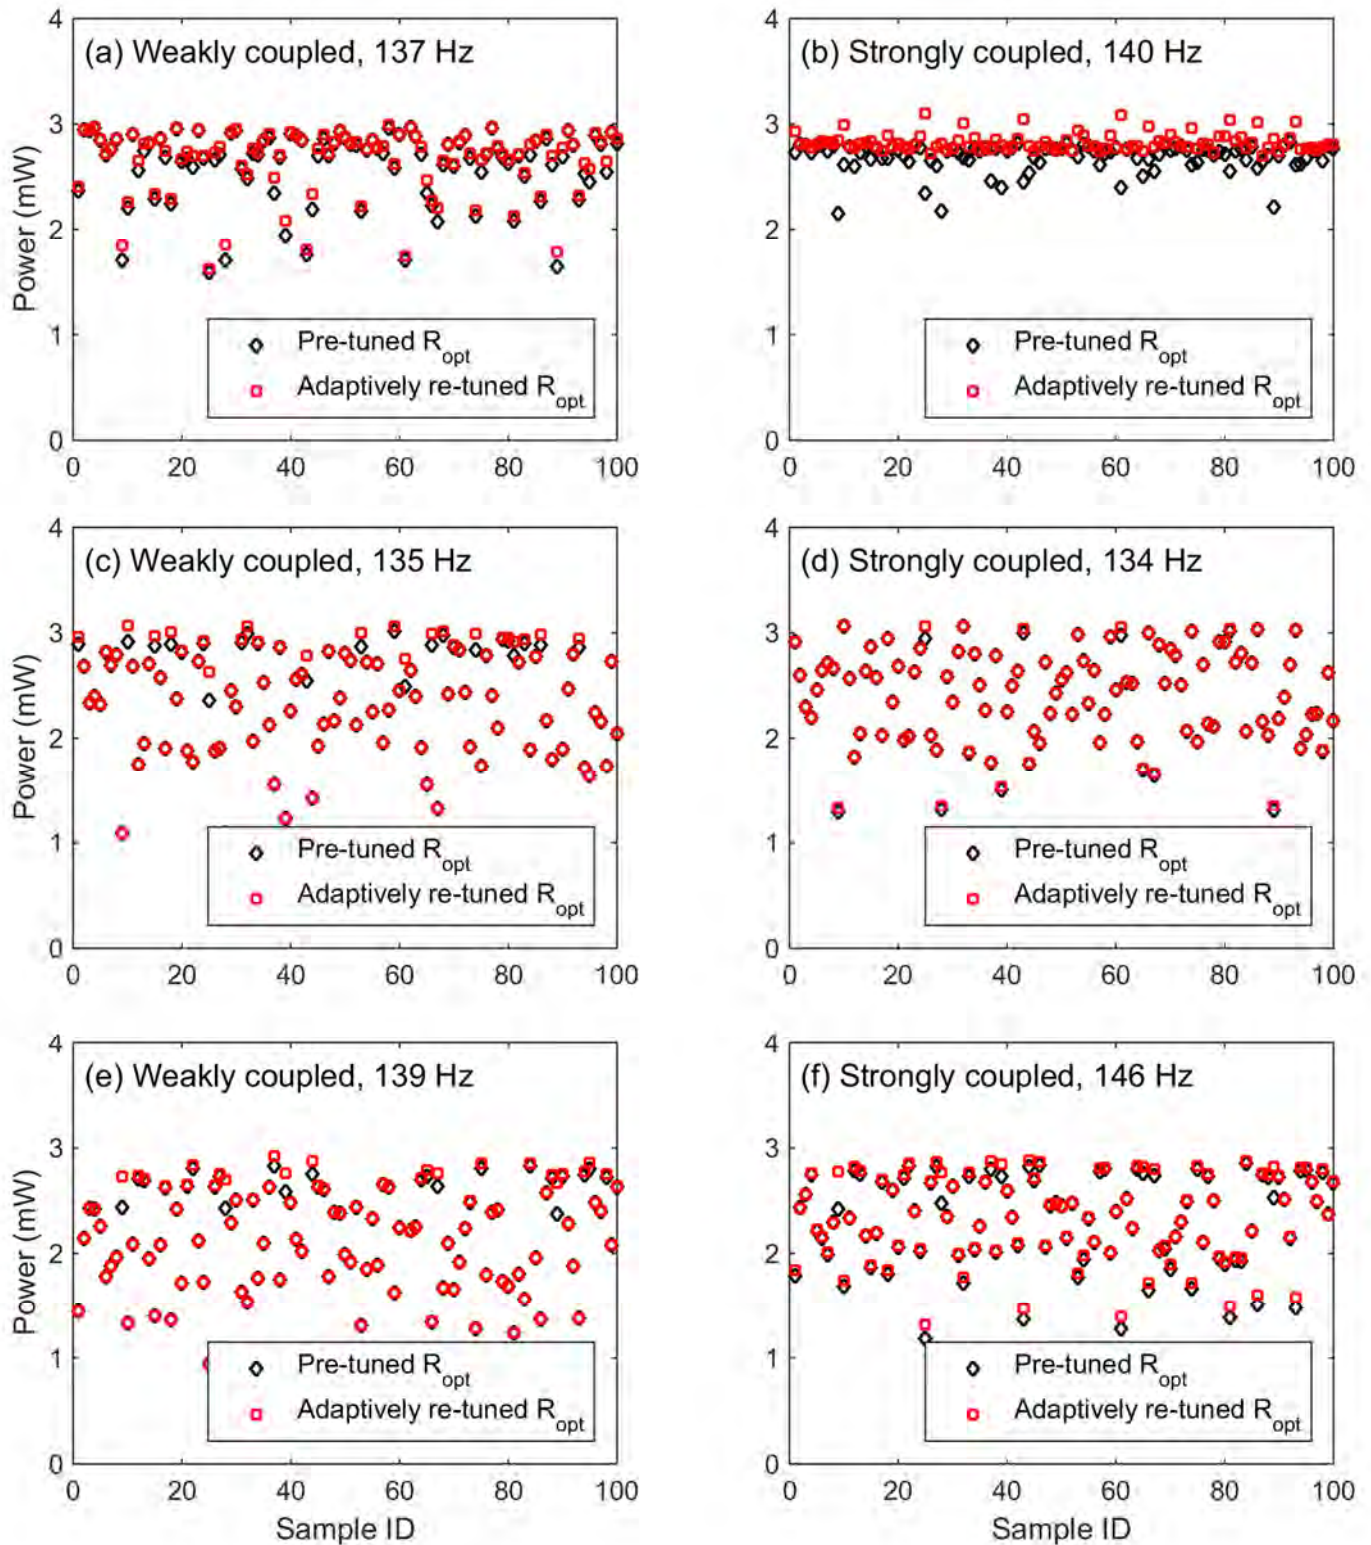 (a) Weakly coupled, 137 Hz
Power (mW)
4
3
2
1
0
Pre-tuned Ropt
Adaptively re-tuned Ropt
0 20 40 60 80 100
(b) Strongly coupled, 140 Hz
4
3
2
1
0
Pre-tuned Ropt
Adaptively re-tuned Ropt
0 20 40 60 80 100
(c) Weakly coupled, 135 Hz
Power (mW)
4
3
2
1
0
Pre-tuned Ropt
Adaptively re-tuned Ropt
0 20 40 60 80 100
(d) Strongly coupled, 134 Hz
4
3
2
1
0
Pre-tuned Ropt
Adaptively re-tuned Ropt
0 20 40 60 80 100
(e) Weakly coupled, 139 Hz
Power (mW)
4
3
2
1
0
Pre-tuned Ropt
Adaptively re-tuned Ropt
0 20 40 60 80 100
Sample ID
(f) Strongly coupled, 146 Hz
4
3
2
1
0
Pre-tuned Ropt
Adaptively re-tuned Ropt
0 20 40 60 80 100
Sample ID